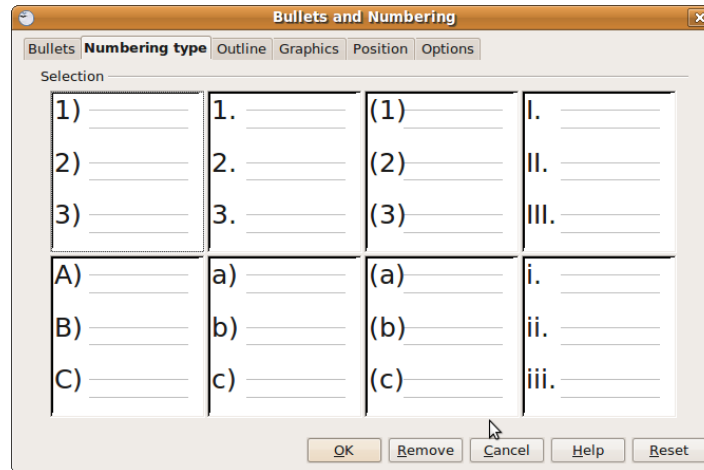 Bullets and Numbering
Bullets Numbering type Outline Graphics Position Options
Selection
1) 1. (1) I.
2) 2. (2) II.
3) 3. (3) III.
A) a) (a) i.
B) b) (b) ii.
C) c) (c) iii.
OK Remove Cancel Help Reset